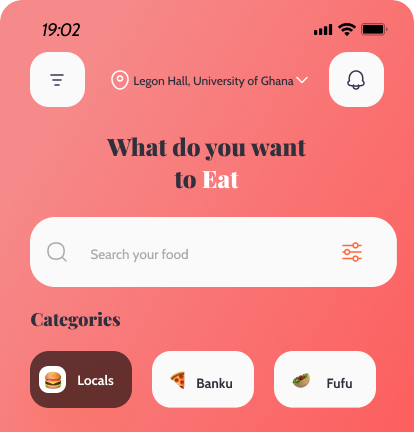 19:02
Legon Hall, University of Ghana
What do you want
to Eat
Search your food
Categories
Locals
Banku
Fufu